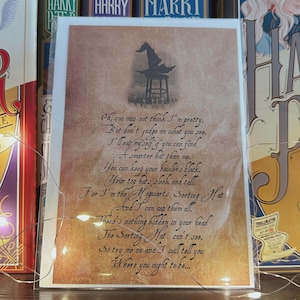 HARRY
HARRY
HARRY
Oh you may not think I'm pretty,
But don't judge on what you see,
I'll eat myself if you can find
A smarter hat than me.
You can keep your bowlers black,
Your top hats sleek and tall,
For I'm the Hogwarts Sorting Hat
And I can cap them all.
There's nothing hidden in your head
The Sorting Hat can't see,
So try me on and I will tell you
Where you ought to be...